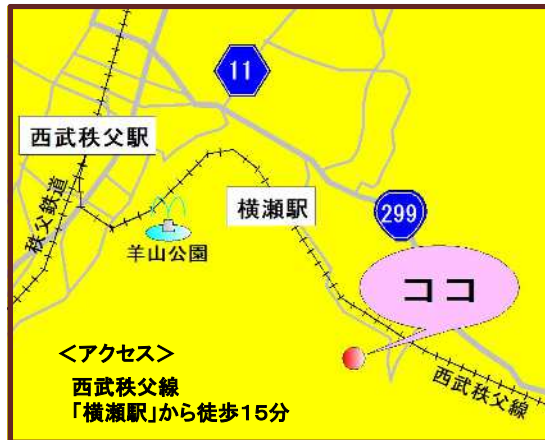 11
西武秩父駅
秩父鉄道
横瀬駅
299
羊山公園
ココ
西武秩父線
＜アクセス＞
西武秩父線
「横瀬駅」から徒歩15分